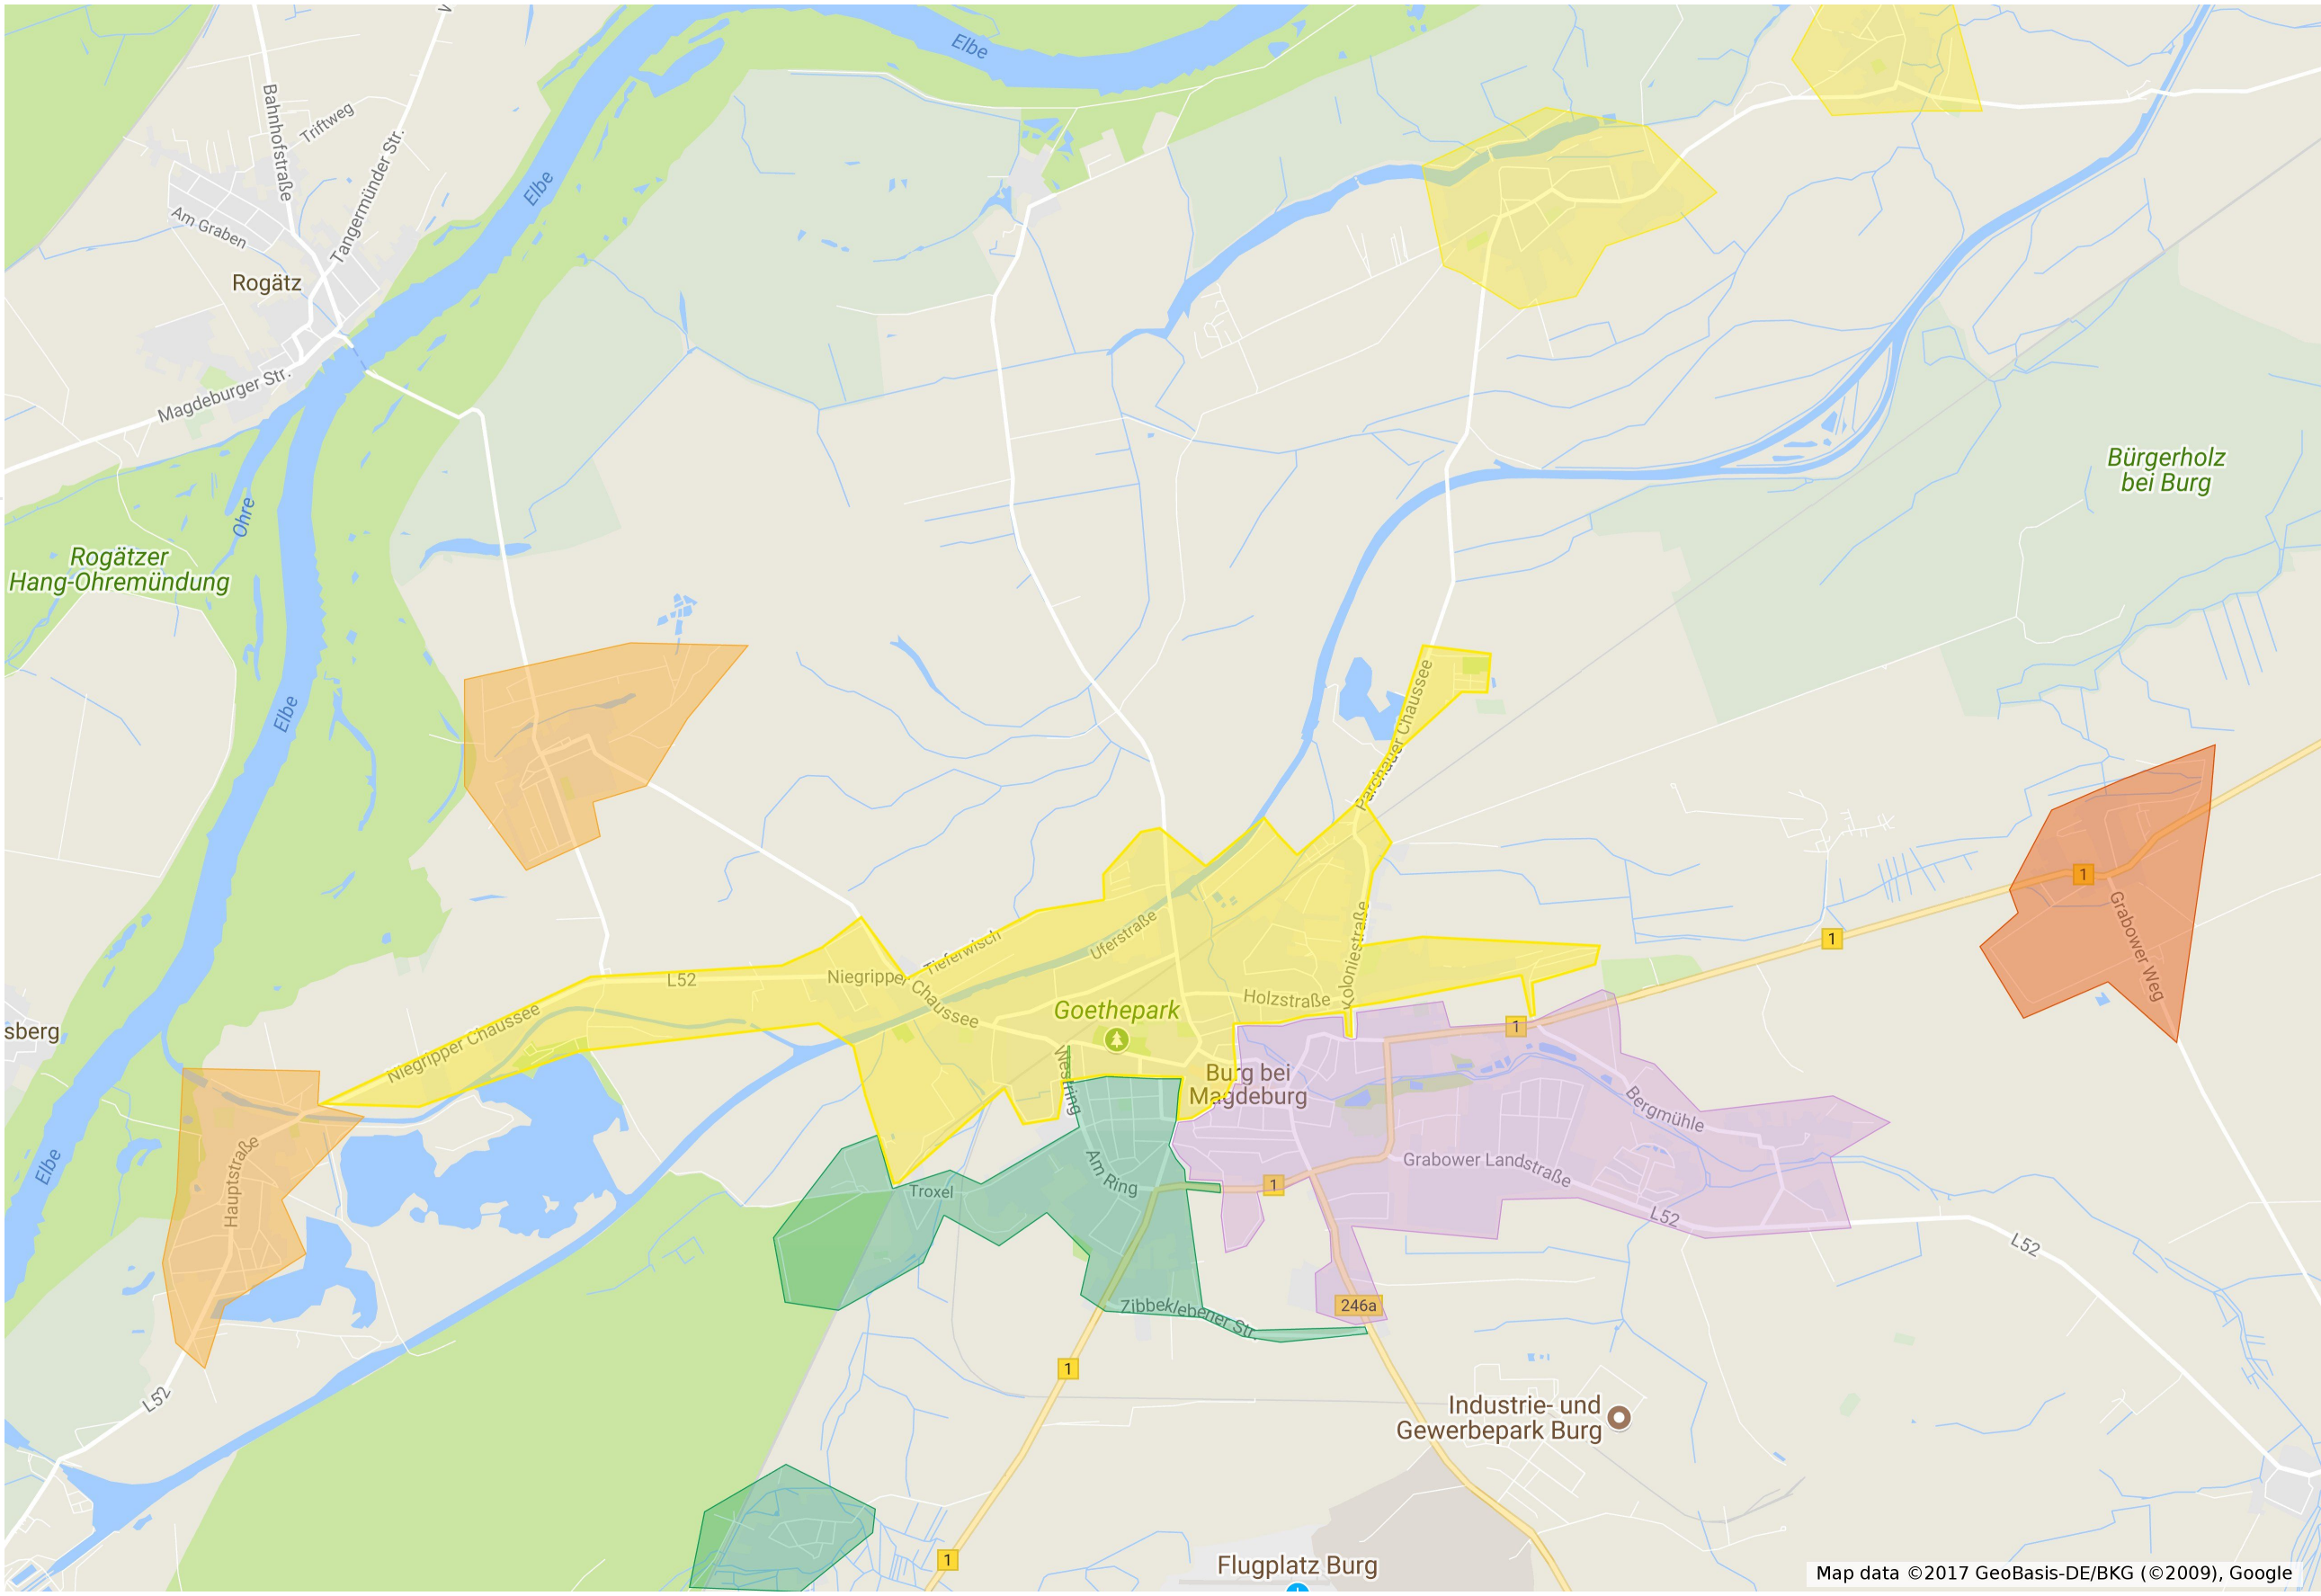 Elbe
Bahnhofstraße
Triftweg
Tangermünder Str.
Elbe
Am Graben
Rogätz
Magdeburger Str.
Bürgerholz
bei Burg
Ohre
Rogätzer
Hang-Ohremündung
Elbe
Parchauer Chaussee
1
Grabower Weg
1
Tieferwisch
Uferstraße
Koloniestraße
L52
Niegripper Chaussee
Holzstraße
Goethepark
sberg
Niegripper Chaussee
1
Westring
Burg bei
Magdeburg
Bergmühle
Elbe
Hauptstraße
Am Ring
Grabower Landstraße
Troxel
1
L52
L52
Zibbeklebener Str.
246a
1
L52
Industrie- und
Gewerbepark Burg
1
Flugplatz Burg
Map data ©2017 GeoBasis-DE/BKG (©2009), Google